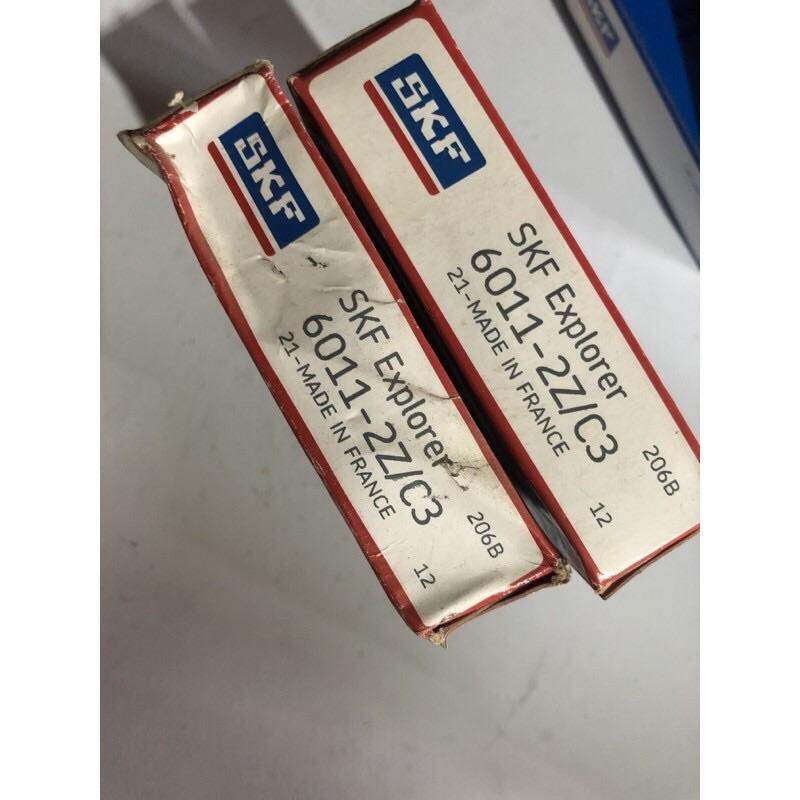 SKF
SKF Explorer
6011-2Z/C3
21-MADE IN FRANCE
206B
12
SKF
SKF Explorer
6011-2Z/C3
21-MADE IN FRANCE
206B
12
SKF